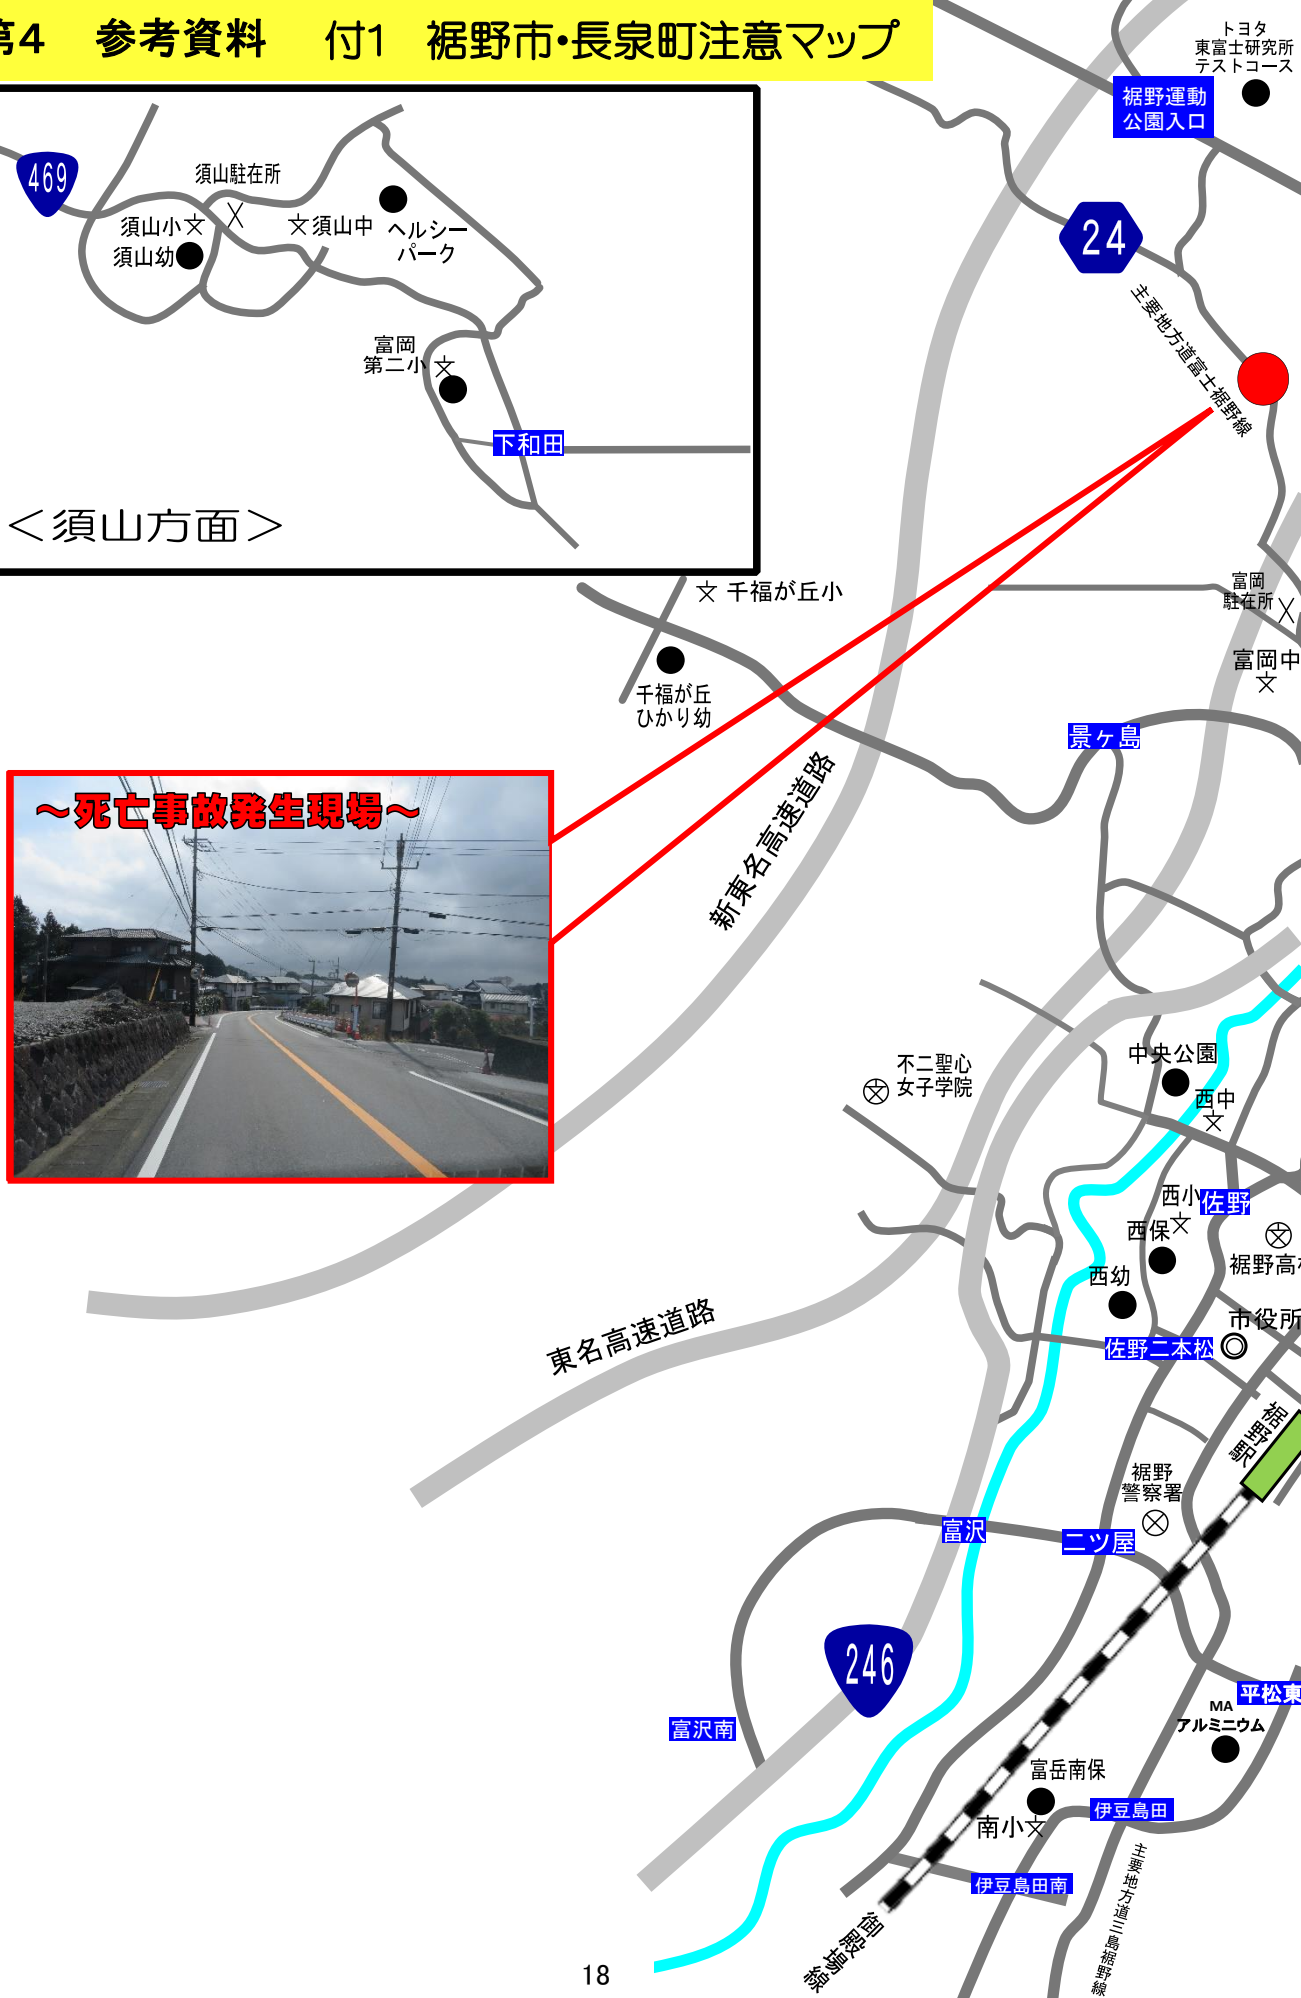 第4　参考資料　付1　裾野市・長泉町注意マップ
トヨタ
東富士研究所
テストコース
裾野運動
公園入口
469
須山駐在所
須山小
須山中
須山幼
ヘルシー
パーク
24
主要地方道富士裾野線
富岡
第二小
下和田
＜須山方面＞
千福が丘小
富岡
駐在所
富岡中
千福が丘
ひかり幼
景ヶ島
新東名高速道路
～死亡事故発生現場～
中央公園
不二聖心
女子学院
西中
西小
佐野
西保
裾野高校
西幼
市役所
東名高速道路
佐野二本松
裾野駅
裾野
警察署
富沢
二ツ屋
246
平松東
富沢南
MA
アルミニウム
富岳南保
伊豆島田
南小
伊豆島田南
主要地方道三島裾野線
御殿場線
18